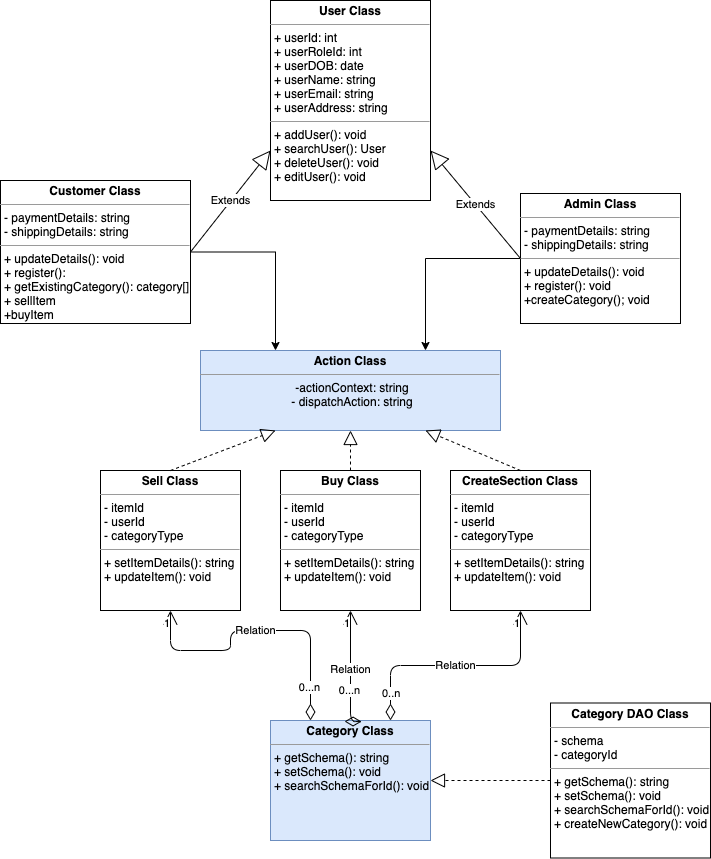 User Class
+ userId: int
+ userRoleId: int
+ userDOB: date
+ userName: string
+ userEmail: string
+ userAddress: string
+ addUser(): void
+ searchUser(): User
+ deleteUser(): void
+ editUser(): void
Extends
Extends
Customer Class
- paymentDetails: string
- shippingDetails: string
+ updateDetails(): void
+ register():
+ getExistingCategory(): category[]
+ sellItem
+buyItem
Admin Class
- paymentDetails: string
- shippingDetails: string
+ updateDetails(): void
+ register(): void
+createCategory(); void
Action Class
-actionContext: string
- dispatchAction: string
Sell Class
- itemId
- userId
- categoryType
+ setItemDetails(): string
+ updateItem(): void
Buy Class
- itemId
- userId
- categoryType
+ setItemDetails(): string
+ updateItem(): void
CreateSection Class
- itemId
- userId
- categoryType
+ setItemDetails(): string
+ updateItem(): void
1
1
1
Relation
Relation
Relation
0...n
0...n
0...n
Category Class
+ getSchema(): string
+ setSchema(): void
+ searchSchemaForId(): void
Category DAO Class
- schema
- categoryId
+ getSchema(): string
+ setSchema(): void
+ searchSchemaForId(): void
+ createNewCategory(): void